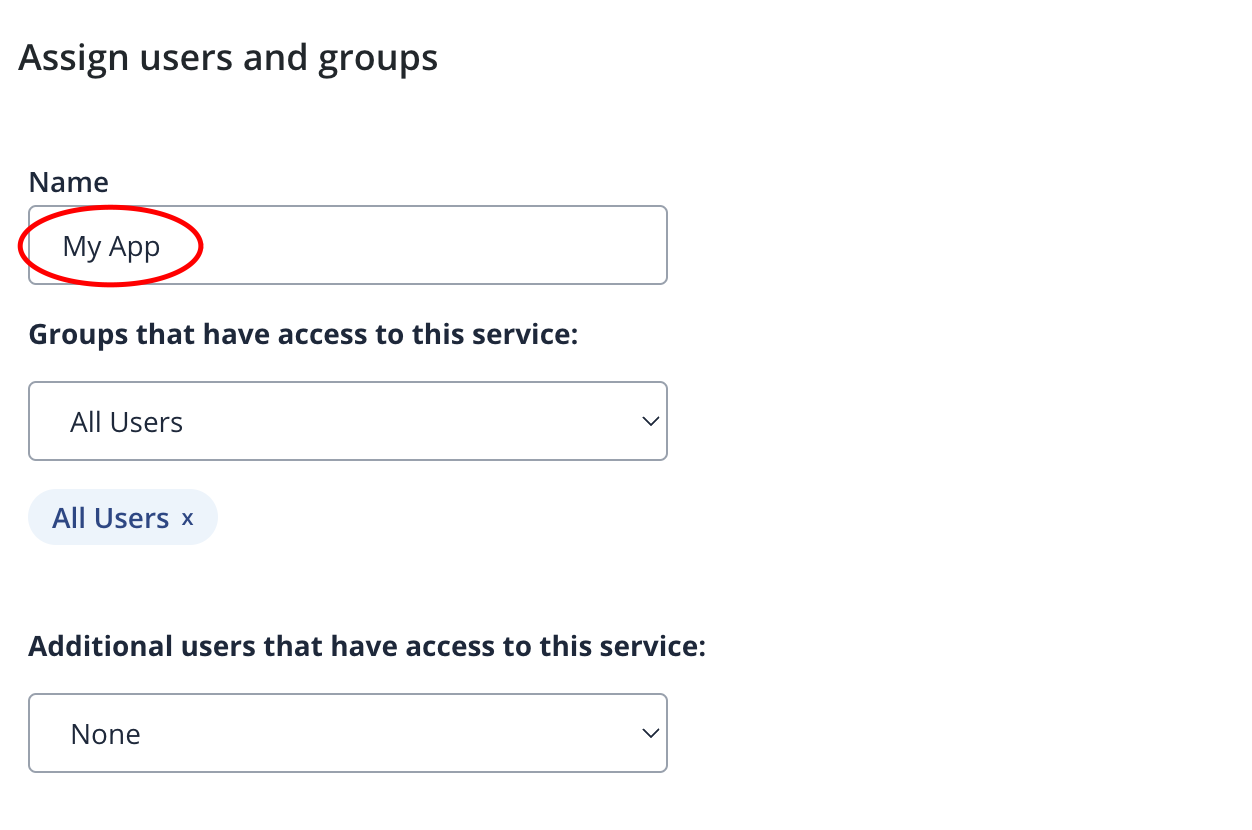 Assign users and groups
Name
My App
Groups that have access to this service:
All Users
All Users x
Additional users that have access to this service:
None